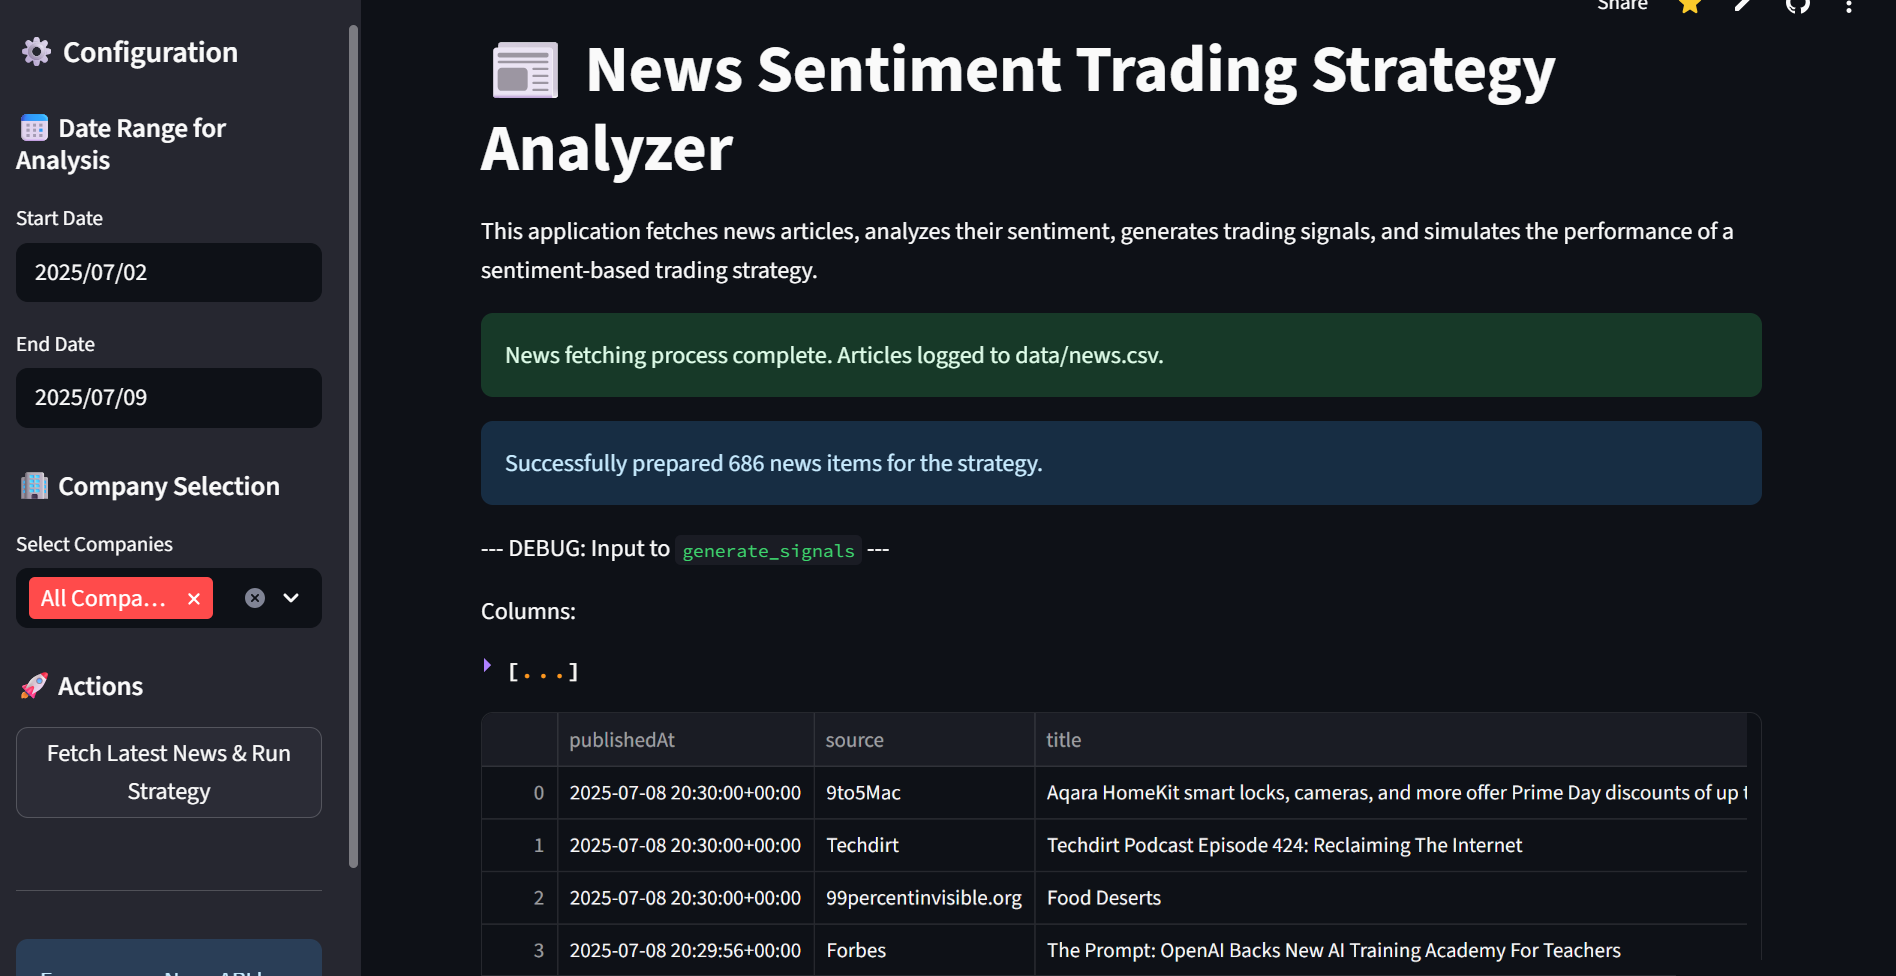 Share
Configuration
Date Range for
Analysis
Start Date
2025/07/02
End Date
2025/07/09
Company Selection
Select Companies
All Compa...
Actions
Fetch Latest News & Run
Strategy
News Sentiment Trading Strategy
Analyzer
This application fetches news articles, analyzes their sentiment, generates trading signals, and simulates the performance of a
sentiment-based trading strategy.
News fetching process complete. Articles logged to data/news.csv.
Successfully prepared 686 news items for the strategy.
--- DEBUG: Input to generate_signals ---
Columns:
[...]
publishedAt source title
0 2025-07-08 20:30:00+00:00 9to5Mac Aqara HomeKit smart locks, cameras, and more offer Prime Day discounts of up
1 2025-07-08 20:30:00+00:00 Techdirt Techdirt Podcast Episode 424: Reclaiming The Internet
2 2025-07-08 20:30:00+00:00 99percentinvisible.org Food Deserts
3 2025-07-08 20:29:56+00:00 Forbes The Prompt: OpenAI Backs New AI Training Academy For Teachers